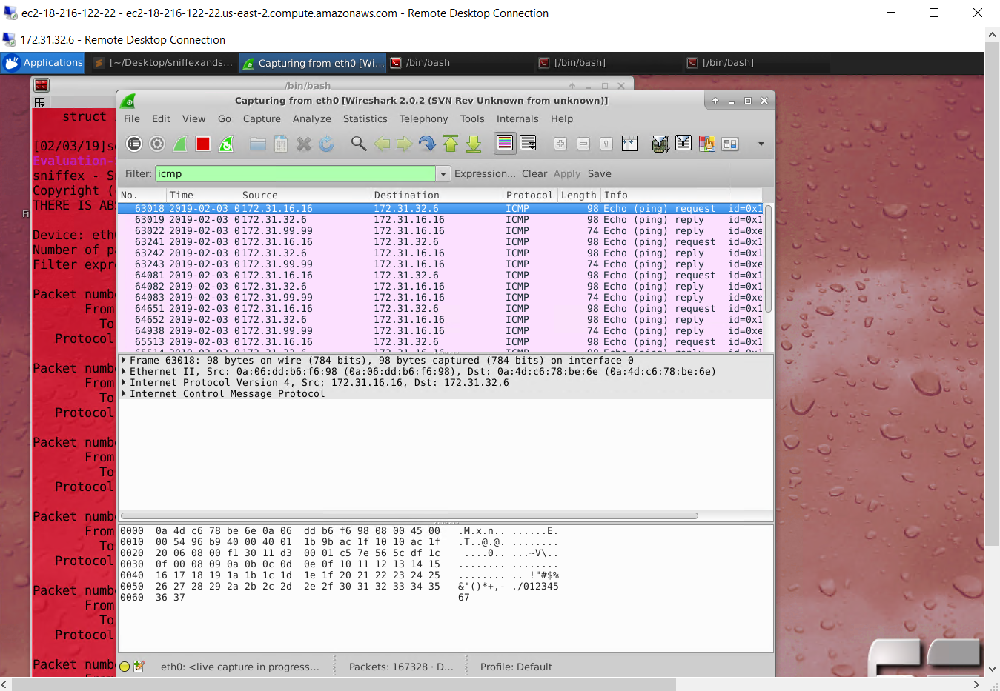 ec2-18-216-122-22 - ec2-18-216-122-22.us-east-2.compute.amazonaws.com - Remote Desktop Connection
172.31.32.6 - Remote Desktop Connection
Applications [~/Desktop/sniffexands... Capturing from eth0 [Wi... /bin/bash [/bin/bash] [/bin/bash]
/bin/bash
Capturing from eth0 [Wireshark 2.0.2 (SVN Rev Unknown from unknown)]
File Edit View Go Capture Analyze Statistics Telephony Tools Internals Help
Filter: icmp Expression... Clear Apply Save
No. Time Source Destination Protocol Length Info
63018 2019-02-03 0 172.31.16.16 172.31.32.6 ICMP 98 Echo (ping) request id=0x1
63019 2019-02-03 0 172.31.32.6 172.31.16.16 ICMP 98 Echo (ping) reply id=0x1
63022 2019-02-03 0 172.31.99.99 172.31.16.16 ICMP 74 Echo (ping) reply id=0xe
63241 2019-02-03 0 172.31.16.16 172.31.32.6 ICMP 98 Echo (ping) request id=0x1
63242 2019-02-03 0 172.31.32.6 172.31.16.16 ICMP 98 Echo (ping) reply id=0x1
63243 2019-02-03 0 172.31.99.99 172.31.16.16 ICMP 74 Echo (ping) reply id=0xe
64081 2019-02-03 0 172.31.16.16 172.31.32.6 ICMP 98 Echo (ping) request id=0x1
64082 2019-02-03 0 172.31.32.6 172.31.16.16 ICMP 98 Echo (ping) reply id=0x1
64083 2019-02-03 0 172.31.99.99 172.31.16.16 ICMP 74 Echo (ping) reply id=0xe
64651 2019-02-03 0 172.31.16.16 172.31.32.6 ICMP 98 Echo (ping) request id=0x1
64652 2019-02-03 0 172.31.32.6 172.31.16.16 ICMP 98 Echo (ping) reply id=0x1
64938 2019-02-03 0 172.31.99.99 172.31.16.16 ICMP 74 Echo (ping) reply id=0xe
65513 2019-02-03 0 172.31.16.16 172.31.32.6 ICMP 98 Echo (ping) request id=0x1
Frame 63018: 98 bytes on wire (784 bits), 98 bytes captured (784 bits) on interface 0
Ethernet II, Src: 0a:06:dd:b6:f6:98 (0a:06:dd:b6:f6:98), Dst: 0a:4d:c6:78:be:6e (0a:4d:c6:78:be:6e)
Internet Protocol Version 4, Src: 172.31.16.16, Dst: 172.31.32.6
Internet Control Message Protocol
0000 0a 4d c6 78 be 6e 0a 06 dd b6 f6 98 08 00 45 00 .M.x.n.. ......E.
0010 00 54 96 b9 40 00 40 01 1b 9b ac 1f 10 10 ac 1f .T..@.@. ........
0020 20 06 08 00 f1 30 11 d3 00 01 c5 7e 56 5c df 1c ....0.. ...~V\..
0030 0f 00 08 09 0a 0b 0c 0d 0e 0f 10 11 12 13 14 15 ........ ........
0040 16 17 18 19 1a 1b 1c 1d 1e 1f 20 21 22 23 24 25 ........ .. !"#$%
0050 26 27 28 29 2a 2b 2c 2d 2e 2f 30 31 32 33 34 35 &'()*+,- ./012345
0060 36 37 67
eth0: <live capture in progress... Packets: 167328 · D... Profile: Default
struct
[02/03/19]s
Evaluation-
sniffex - S
Copyright (
THERE IS AB
Fi
Device: eth
Number of p
Filter expr
Packet numb
From
To
Protocol
Packet numb
From
To
Protocol
Packet numb
From
To
Protocol
Packet numb
From
To
Protocol
Packet numb
From
To
Protocol
Packet numb